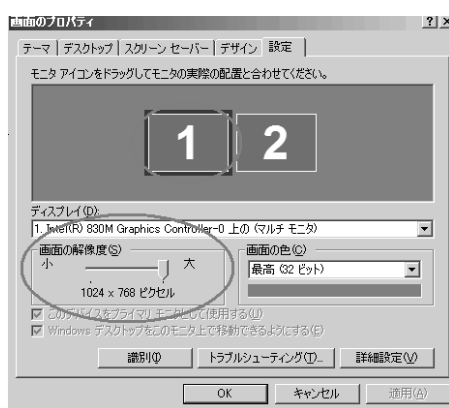 画面のプロパティ
テーマ デスクトップ スクリーン セーバー デザイン 設定
モニタ アイコンをドラッグしてモニタの実際の配置と合わせてください。
1 2
ディスプレイ(D):
1. Intel(R) 830M Graphics Controller-0 上の (マルチ モニタ)
画面の解像度(S)
小 大
1024 x 768 ピクセル
画面の色(C)
最高 (32 ビット)
このデバイスをプライマリ モニタとして使用する(U)
Windows デスクトップをこのモニタ上で移動できるようにする(E)
識別(I) トラブルシューティング(T)... 詳細設定(V)
OK キャンセル 適用(A)